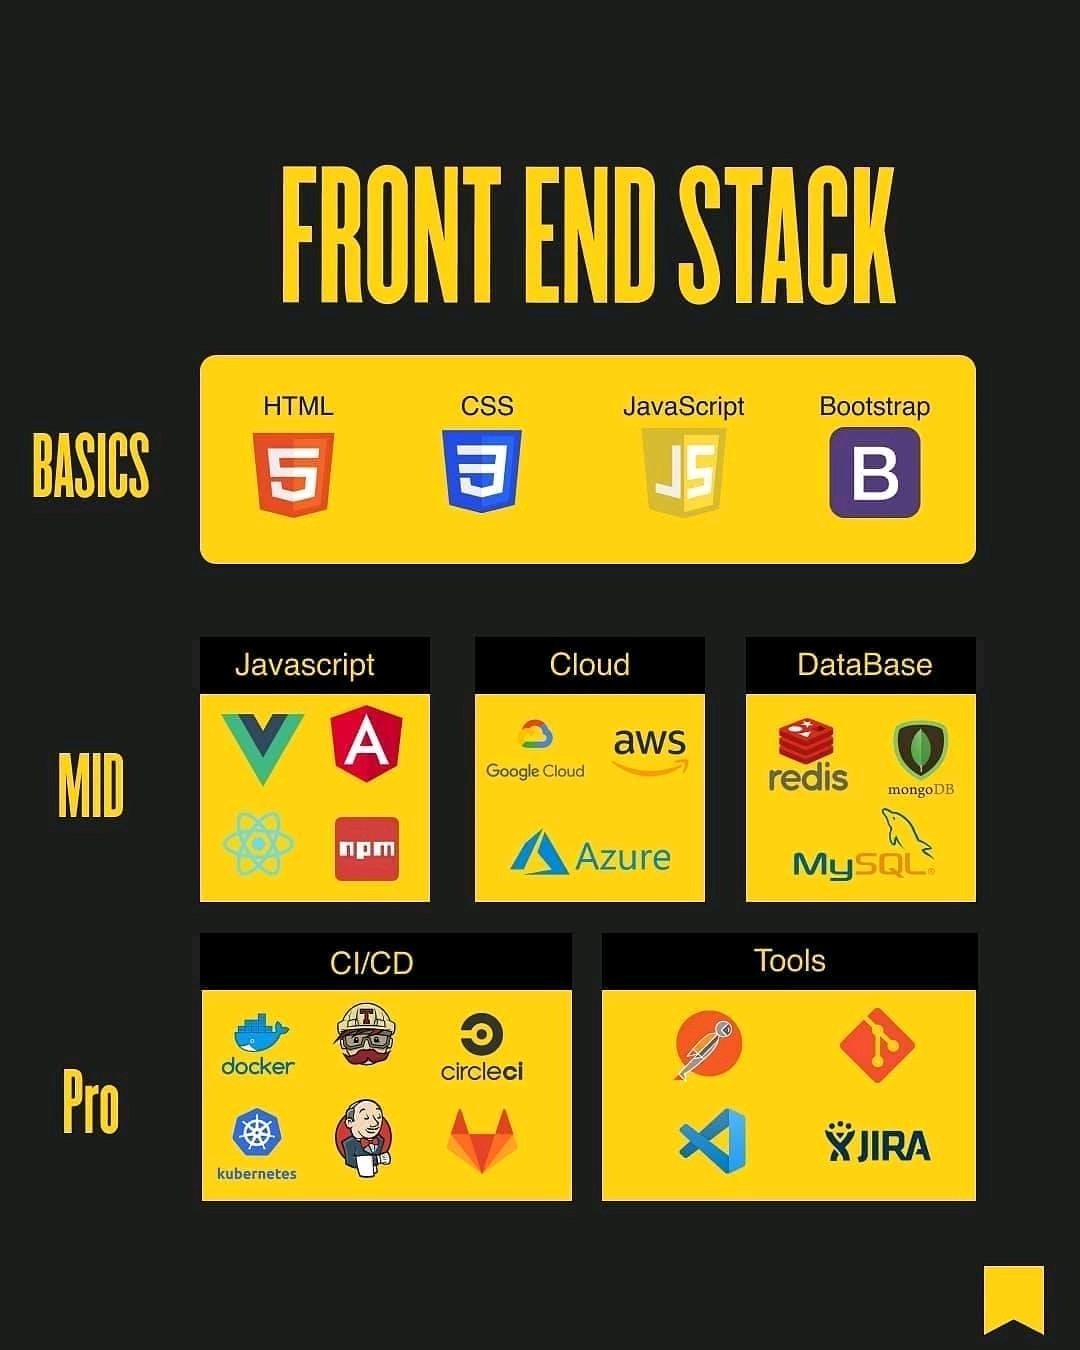 FRONT END STACK
BASICS
HTML CSS JavaScript Bootstrap
5 3 JS B
MID
Javascript
A
npm
Cloud
Google Cloud
aws
Azure
DataBase
redis
mongoDB
MySQL®
Pro
CI/CD
docker
T
circleci
kubernetes
Tools
JIRA